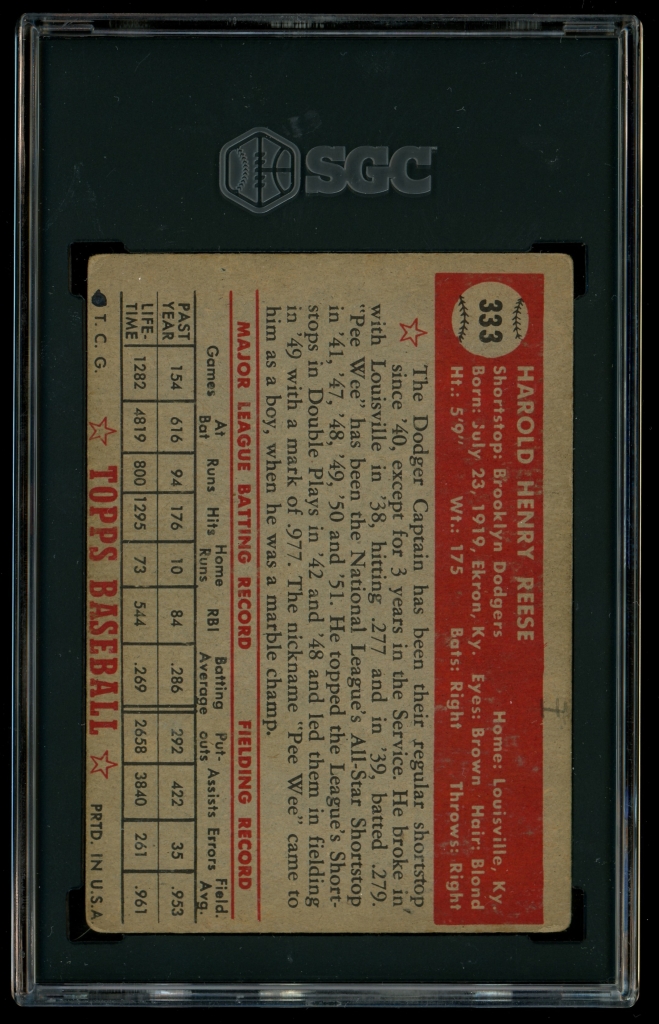 SGC
333
HAROLD HENRY REESE
Shortstop: Brooklyn Dodgers Home: Louisville, Ky.
Born: July 23, 1919, Ekron, Ky. Eyes: Brown Hair: Blond
Ht.: 5'9" Wt.: 175 Bats: Right Throws: Right
The Dodger Captain has been their regular shortstop
since '40, except for 3 years in the Service. He broke in
with Louisville in '38, hitting .277 and in '39, batted .279.
"Pee Wee" has been the National League's All-Star Shortstop
in '41, '47, '48, '49, '50 and '51. He topped the League's Short-
stops in Double Plays in '42 and '48 and led them in fielding
in '49 with a mark of .977. The nickname "Pee Wee" came to
him as a boy, when he was a marble champ.
MAJOR LEAGUE BATTING RECORD FIELDING RECORD
Games At Bat Runs Hits Home Runs RBI Batting Average Put-outs Assists Errors Field. Avg.
PAST YEAR 154 616 94 176 10 84 .286 292 422 35 .953
LIFE-TIME 1282 4819 800 1295 73 544 .269 2658 3840 261 .961
T. C. G. TOPPS BASEBALL PRTD. IN U.S.A.